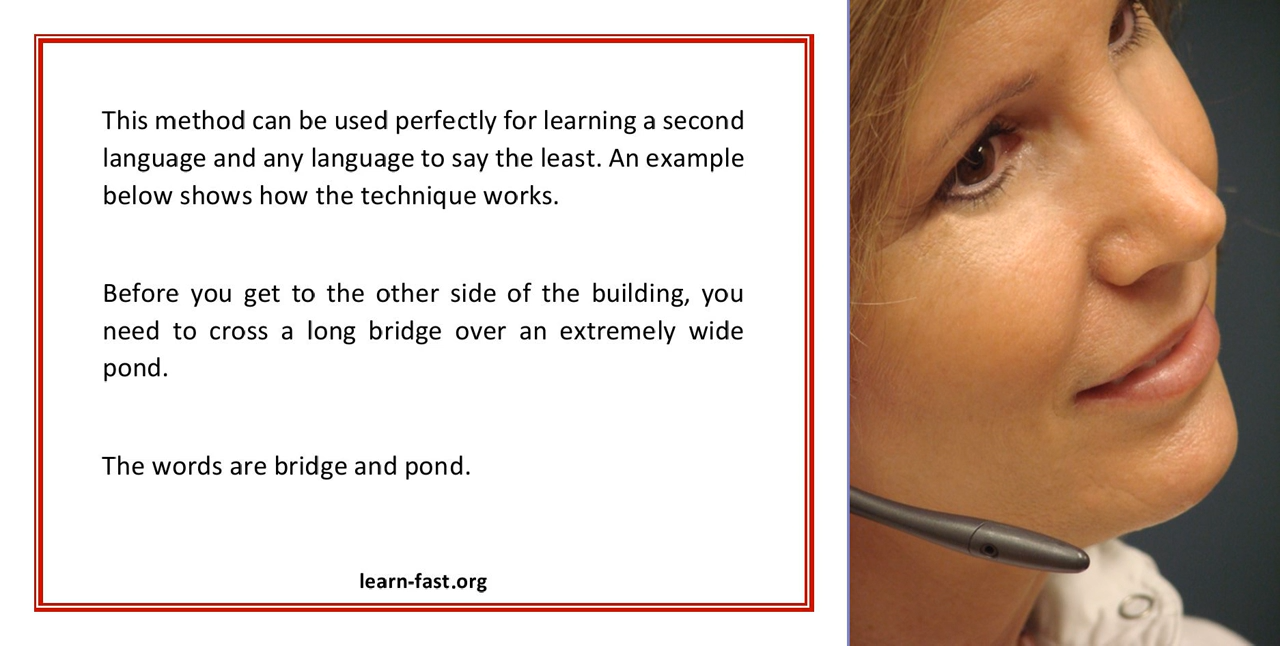 This method can be used perfectly for learning a second
language and any language to say the least. An example
below shows how the technique works.
Before you get to the other side of the building, you
need to cross a long bridge over an extremely wide
pond.
The words are bridge and pond.
learn-fast.org